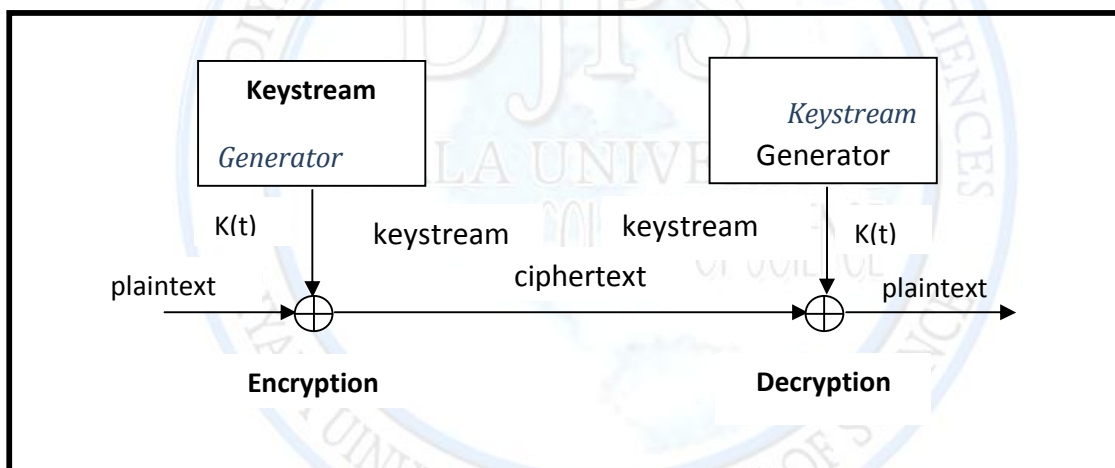 Keystream
Generator
Keystream
Generator
K(t)
keystream
keystream
K(t)
ciphertext
plaintext
plaintext
Encryption
Decryption